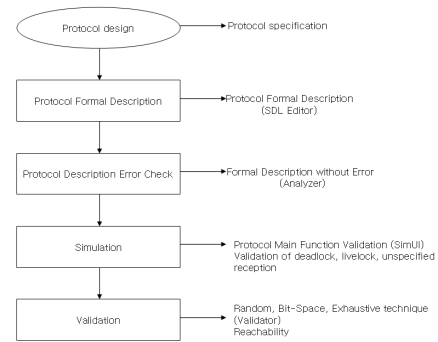 Protocol design
Protocol specification
Protocol Formal Description
Protocol Formal Description
(SDL Editor)
Protocol Description Error Check
Formal Description without Error
(Analyzer)
Simulation
Protocol Main Function Validation (SimUI)
Validation of deadlock, livelock, unspecified
reception
Validation
Random, Bit-Space, Exhaustive technique
(Validator)
Reachability